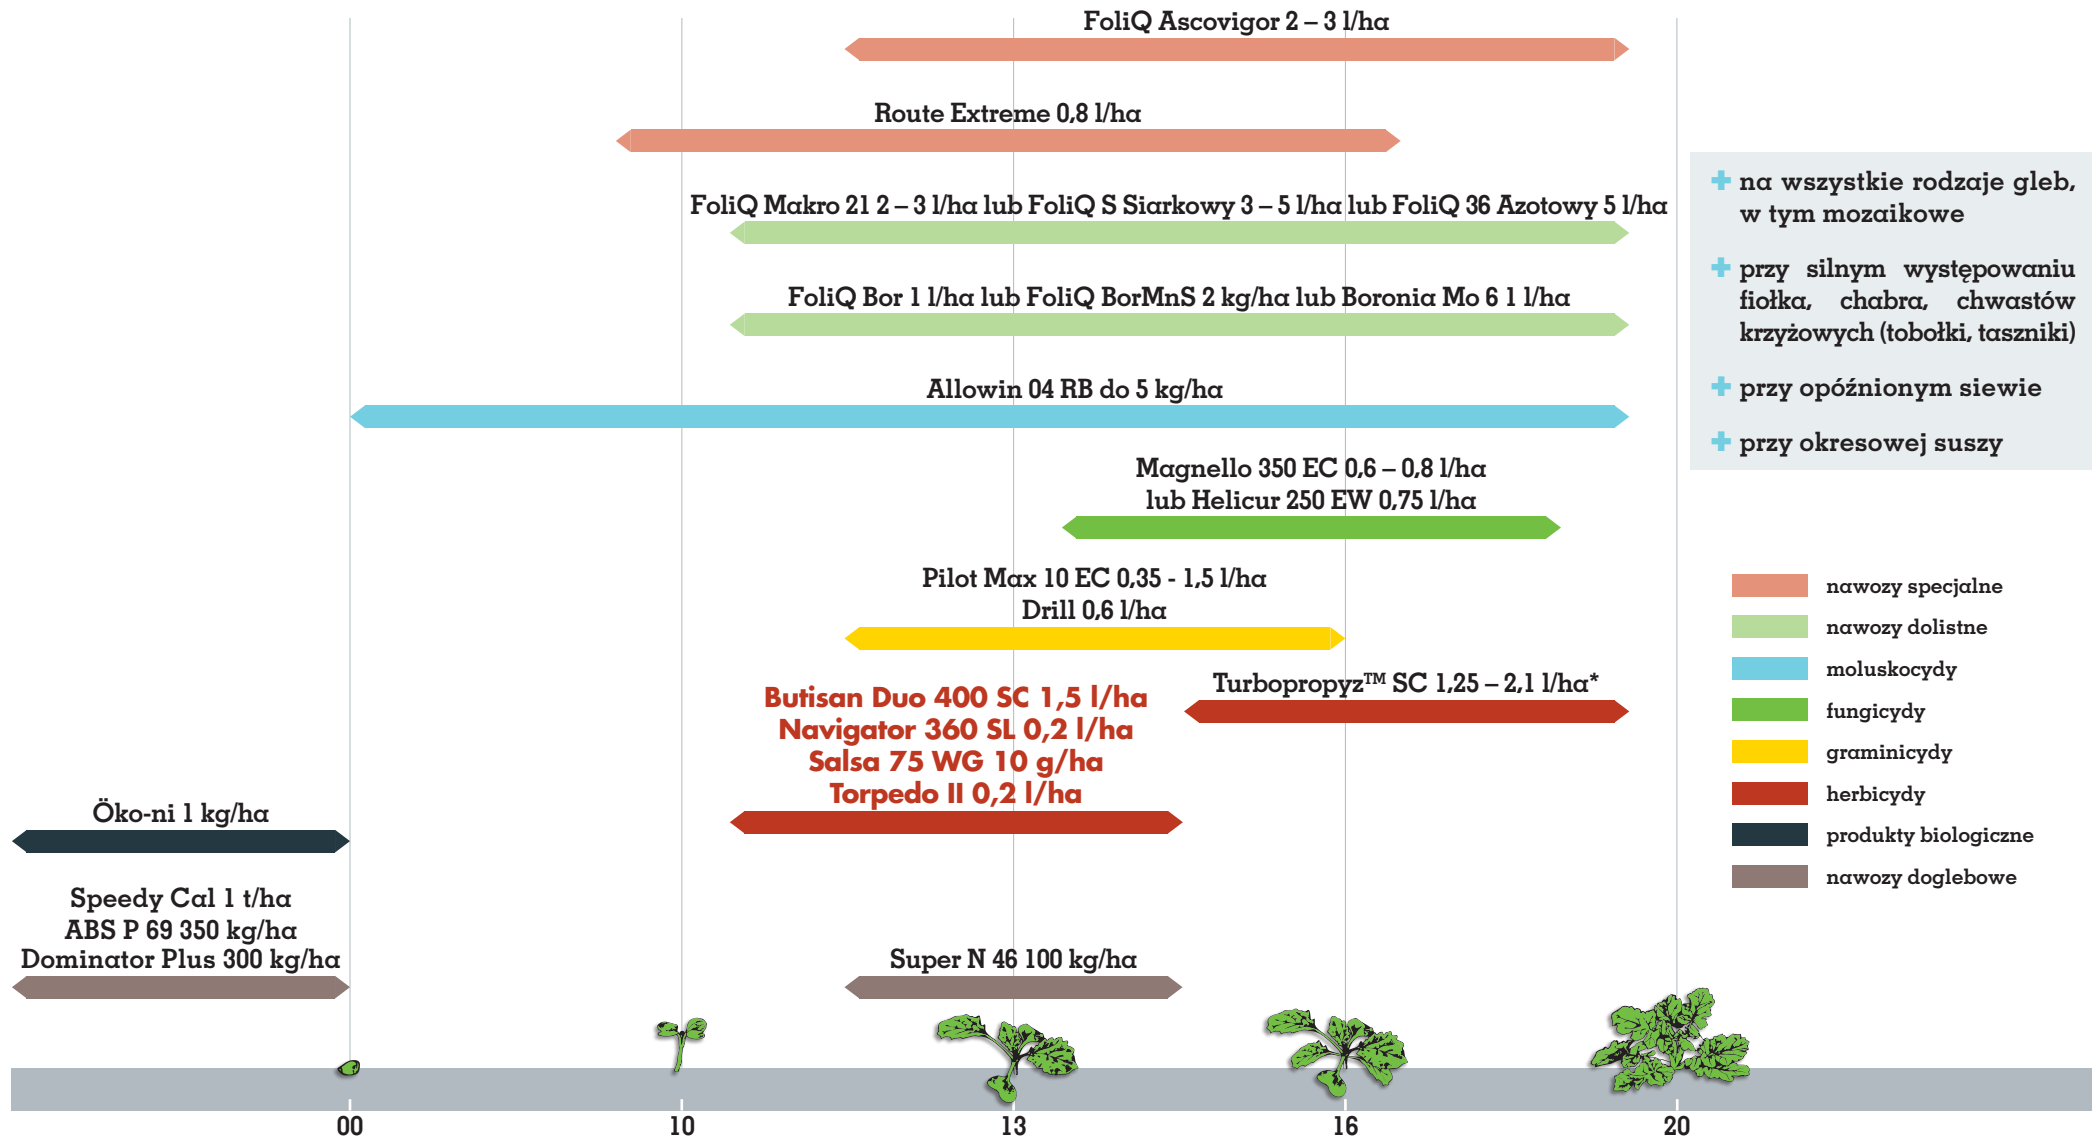 FoliQ Ascovigor 2 – 3 l/ha
Route Extreme 0,8 l/ha
FoliQ Makro 21 2 – 3 l/ha lub FoliQ S Siarkowy 3 – 5 l/ha lub FoliQ 36 Azotowy 5 l/ha
FoliQ Bor 1 l/ha lub FoliQ BorMnS 2 kg/ha lub Boronia Mo 6 1 l/ha
Allowin 04 RB do 5 kg/ha
Magnello 350 EC 0,6 – 0,8 l/ha
lub Helicur 250 EW 0,75 l/ha
Pilot Max 10 EC 0,35 - 1,5 l/ha
Drill 0,6 l/ha
Turbopropyz™ SC 1,25 – 2,1 l/ha*
Butisan Duo 400 SC 1,5 l/ha
Navigator 360 SL 0,2 l/ha
Salsa 75 WG 10 g/ha
Torpedo II 0,2 l/ha
Öko-ni 1 kg/ha
Speedy Cal 1 t/ha
ABS P 69 350 kg/ha
Dominator Plus 300 kg/ha
Super N 46 100 kg/ha
+ na wszystkie rodzaje gleb,
w tym mozaikowe
+ przy silnym występowaniu
fiołka, chabra, chwastów
krzyżowych (tobołki, taszniki)
+ przy opóźnionym siewie
+ przy okresowej suszy
nawozy specjalne
nawozy dolistne
moluskocydy
fungicydy
graminicydy
herbicydy
produkty biologiczne
nawozy doglebowe
00 10 13 16 20